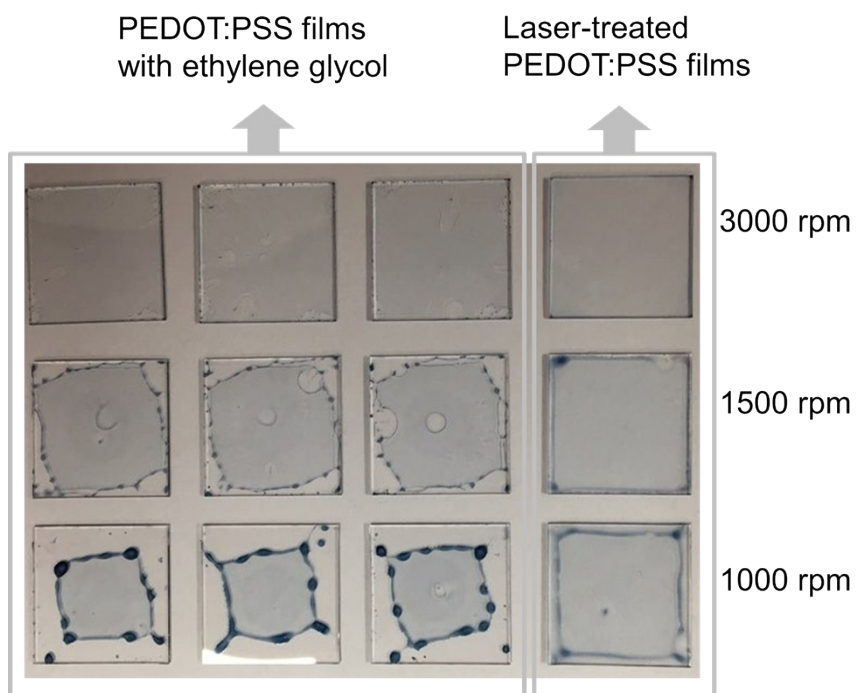 PEDOT:PSS films
with ethylene glycol
Laser-treated
PEDOT:PSS films
3000 rpm
1500 rpm
1000 rpm